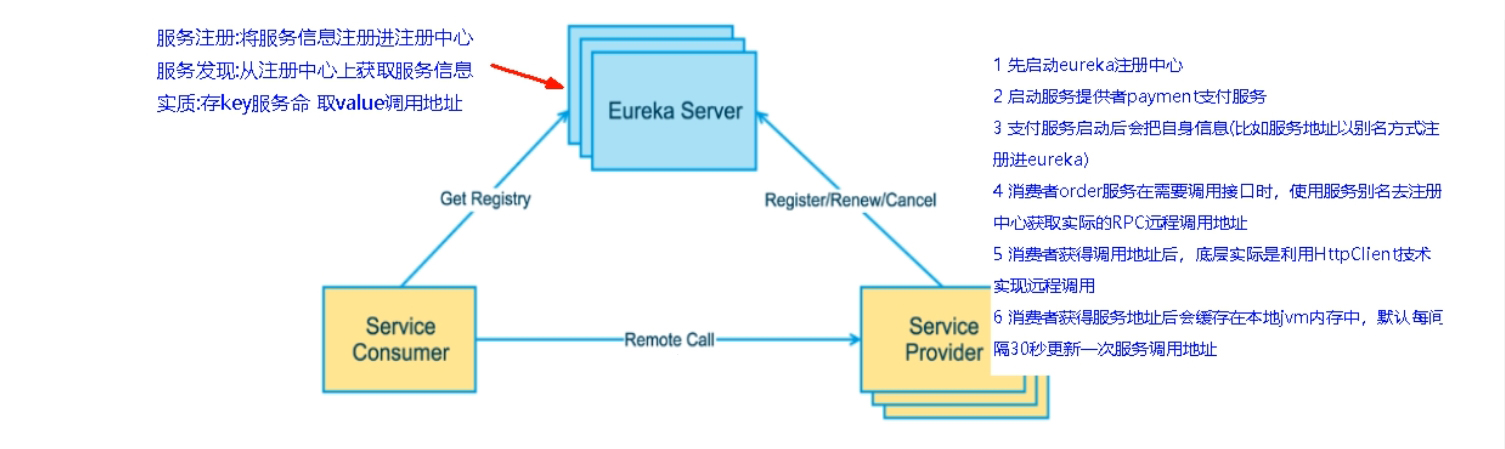 服务注册:将服务信息注册进注册中心
服务发现:从注册中心上获取服务信息
实质:存key服务命 取value调用地址
Eureka Server
Get Registry
Register/Renew/Cancel
Service
Consumer
Remote Call
Service
Provider
1 先启动eureka注册中心
2 启动服务提供者payment支付服务
3 支付服务启动后会把自身信息(比如服务地址以别名方式注
册进eureka)
4 消费者order服务在需要调用接口时，使用服务别名去注册
中心获取实际的RPC远程调用地址
5 消费者获得调用地址后，底层实际是利用HttpClient技术
实现远程调用
6 消费者获得服务地址后会缓存在本地jvm内存中，默认每间
隔30秒更新一次服务调用地址